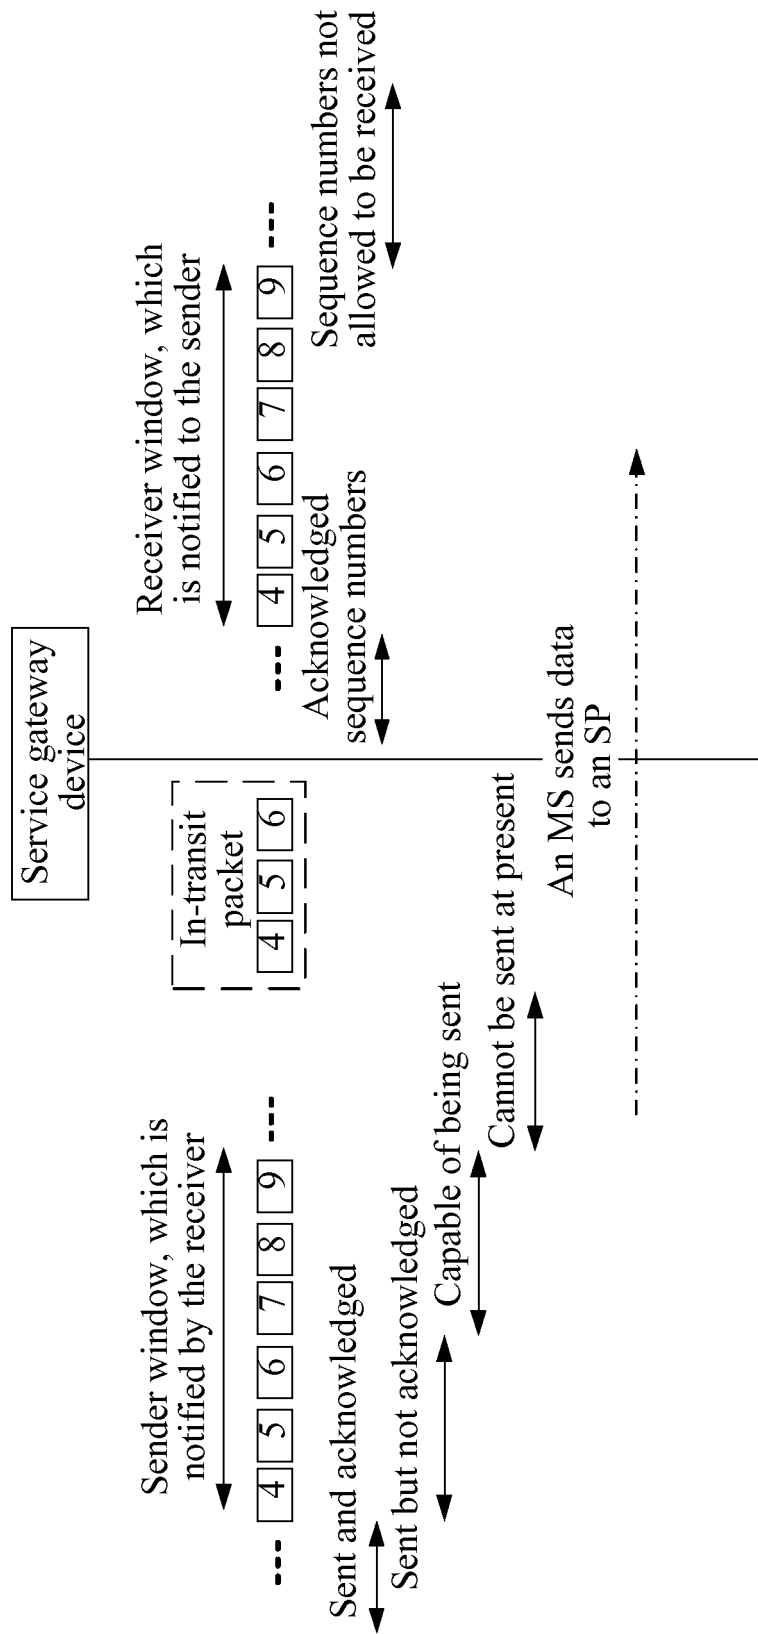 Service gateway
device
Sender window, which is
notified by the receiver
In-transit
packet
Receiver window, which
is notified to the sender
--- 4 5 6 7 8 9 ---
4 5 6
--- 4 5 6 7 8 9 ---
Sent and acknowledged
Sent but not acknowledged
Capable of being sent
Cannot be sent at present
Acknowledged
sequence numbers
Sequence numbers not
allowed to be received
An MS sends data
to an SP